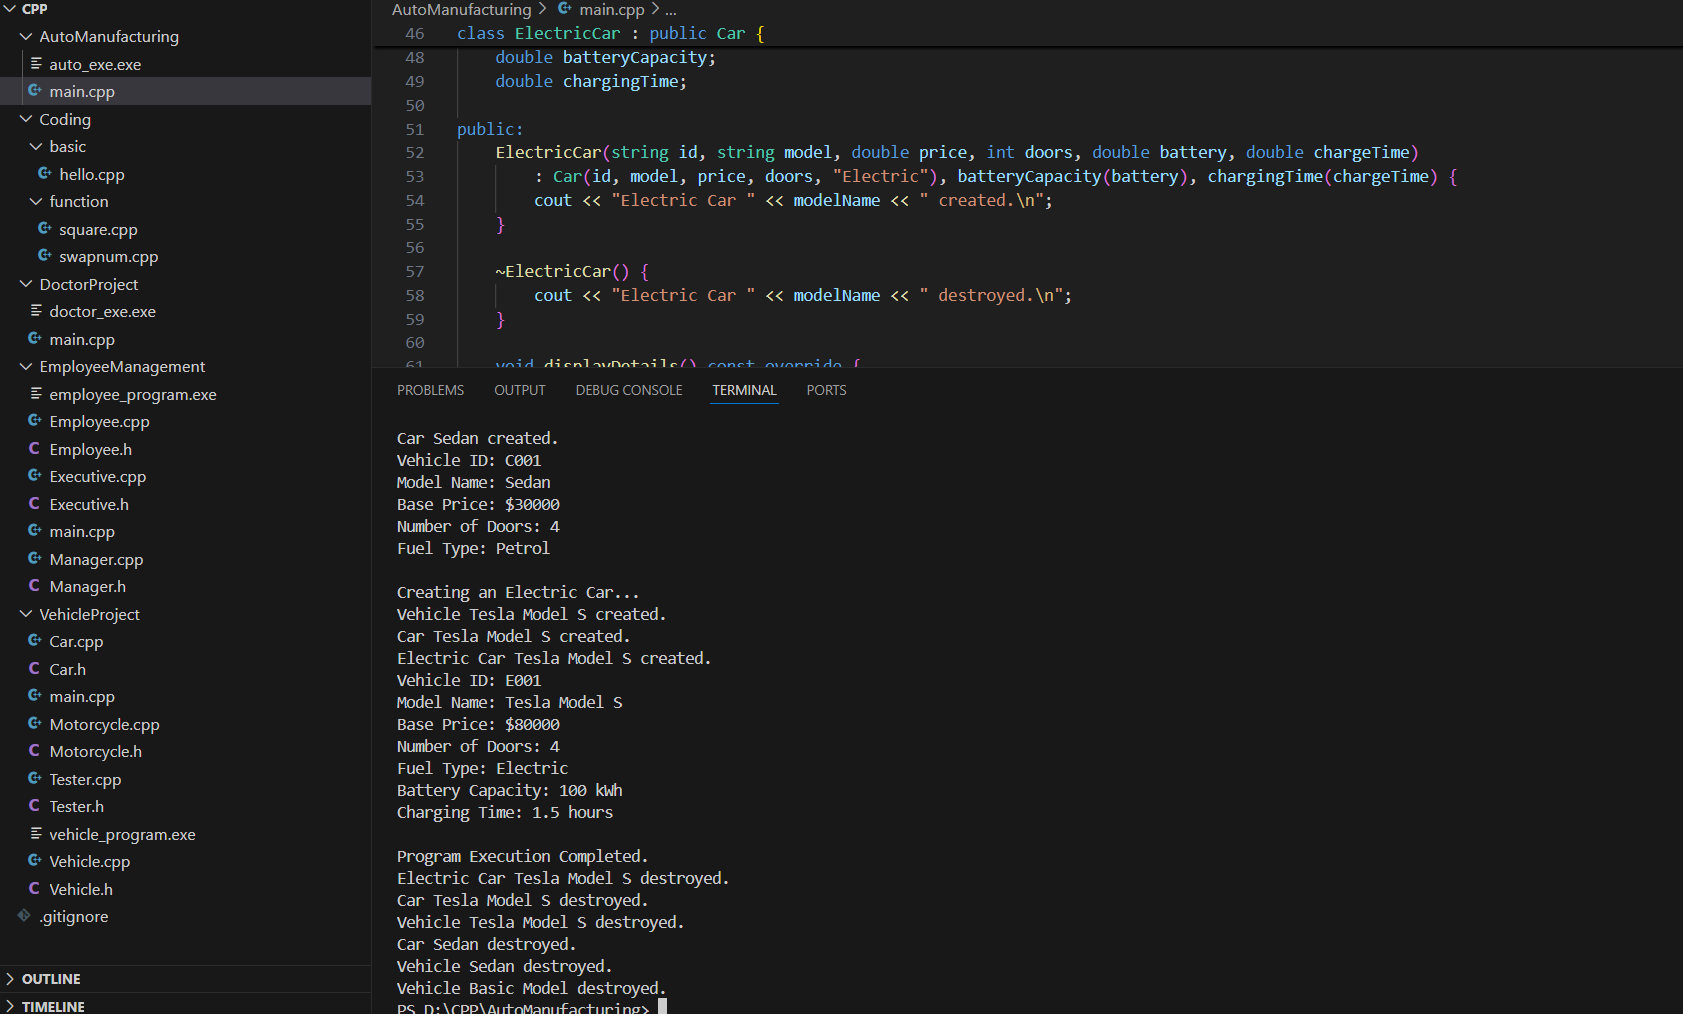 CPP
AutoManufacturing
auto_exe.exe
main.cpp
Coding
basic
hello.cpp
function
square.cpp
swapnum.cpp
DoctorProject
doctor_exe.exe
main.cpp
EmployeeManagement
employee_program.exe
Employee.cpp
Employee.h
Executive.cpp
Executive.h
main.cpp
Manager.cpp
Manager.h
VehicleProject
Car.cpp
Car.h
main.cpp
Motorcycle.cpp
Motorcycle.h
Tester.cpp
Tester.h
vehicle_program.exe
Vehicle.cpp
Vehicle.h
.gitignore
OUTLINE
TIMELINE
AutoManufacturing > main.cpp > ...
46 class ElectricCar : public Car {
48 double batteryCapacity;
49 double chargingTime;
50
51 public:
52 ElectricCar(string id, string model, double price, int doors, double battery, double chargeTime)
53 : Car(id, model, price, doors, "Electric"), batteryCapacity(battery), chargingTime(chargeTime) {
54 cout << "Electric Car " << modelName << " created.\n";
55 }
56
57 ~ElectricCar() {
58 cout << "Electric Car " << modelName << " destroyed.\n";
59 }
60
61 void displayDetails() const override {
PROBLEMS OUTPUT DEBUG CONSOLE TERMINAL PORTS
Car Sedan created.
Vehicle ID: C001
Model Name: Sedan
Base Price: $30000
Number of Doors: 4
Fuel Type: Petrol
Creating an Electric Car...
Vehicle Tesla Model S created.
Car Tesla Model S created.
Electric Car Tesla Model S created.
Vehicle ID: E001
Model Name: Tesla Model S
Base Price: $80000
Number of Doors: 4
Fuel Type: Electric
Battery Capacity: 100 kWh
Charging Time: 1.5 hours
Program Execution Completed.
Electric Car Tesla Model S destroyed.
Car Tesla Model S destroyed.
Vehicle Tesla Model S destroyed.
Car Sedan destroyed.
Vehicle Sedan destroyed.
Vehicle Basic Model destroyed.
PS D:\CPP\AutoManufacturing>